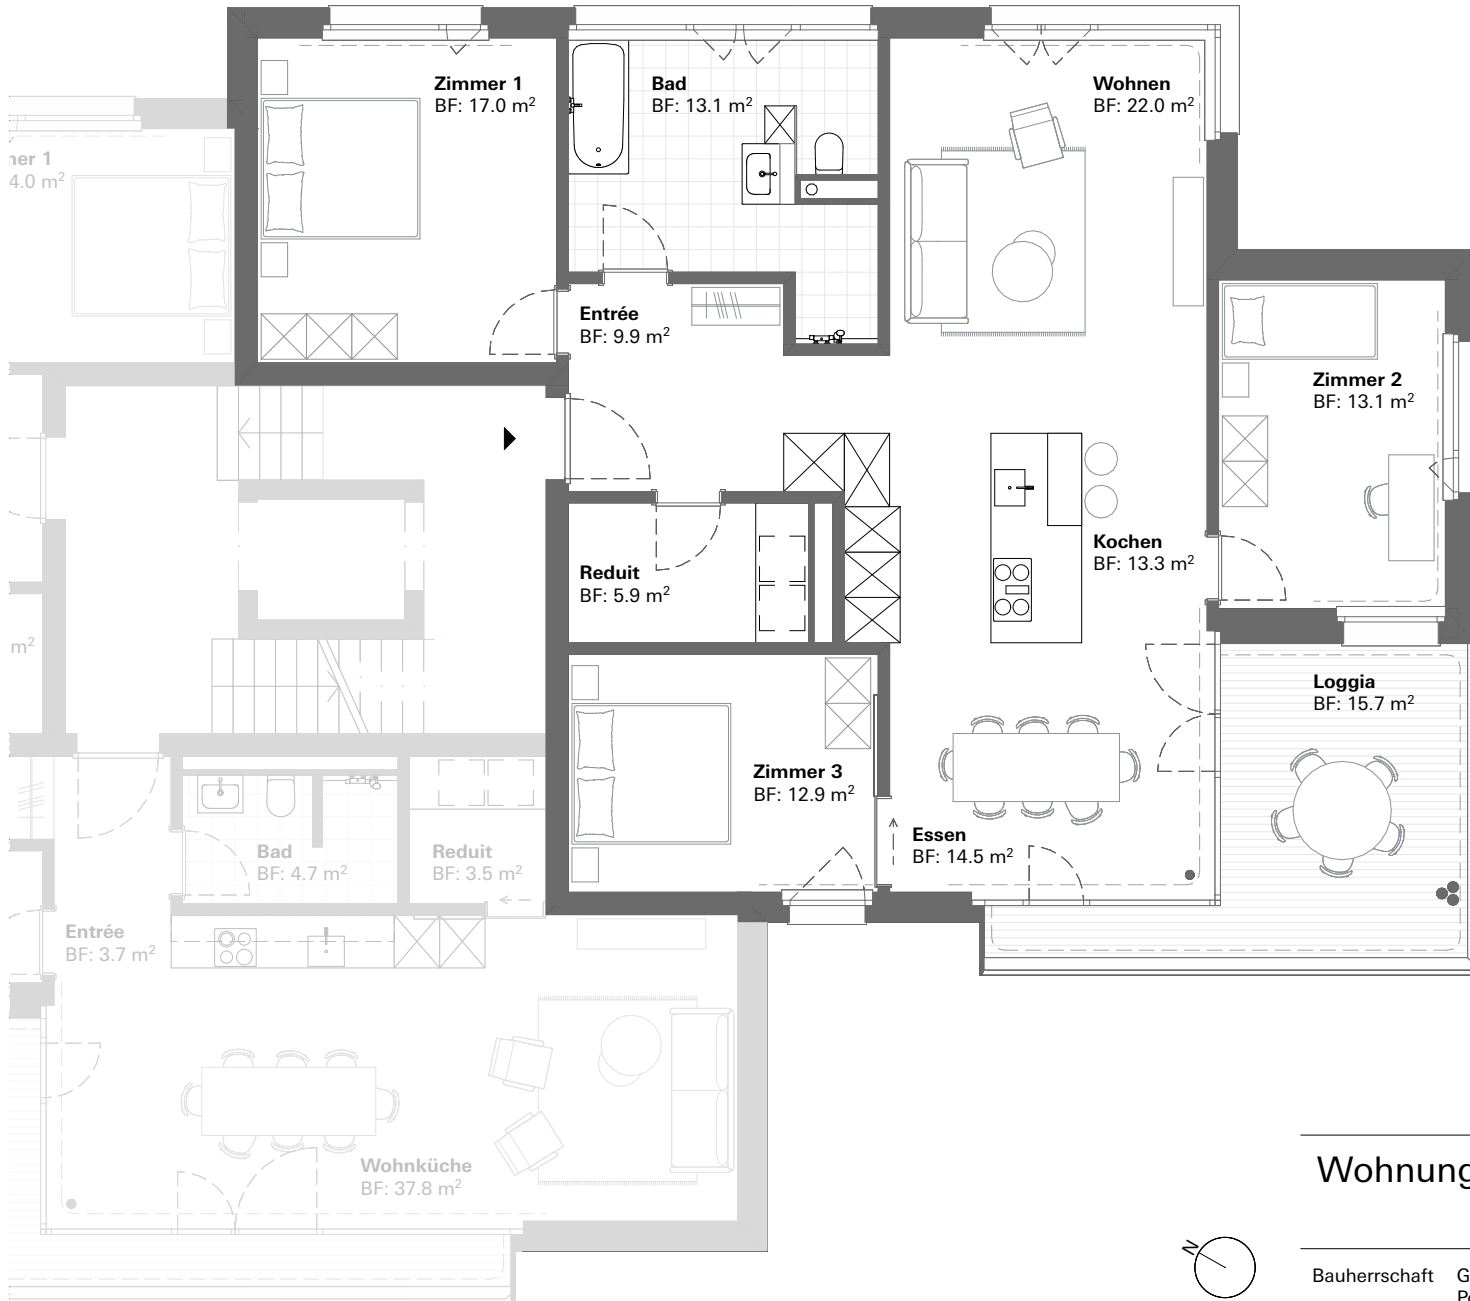 Zimmer 1
BF: 17.0 m²
Bad
BF: 13.1 m²
Wohnen
BF: 22.0 m²
ner 1
4.0 m²
Entrée
BF: 9.9 m²
Zimmer 2
BF: 13.1 m²
Kochen
BF: 13.3 m²
Reduit
BF: 5.9 m²
m²
Loggia
BF: 15.7 m²
Zimmer 3
BF: 12.9 m²
Essen
BF: 14.5 m²
Bad
BF: 4.7 m²
Reduit
BF: 3.5 m²
Entrée
BF: 3.7 m²
Wohnküche
BF: 37.8 m²
Wohnung
N
Bauherrschaft G